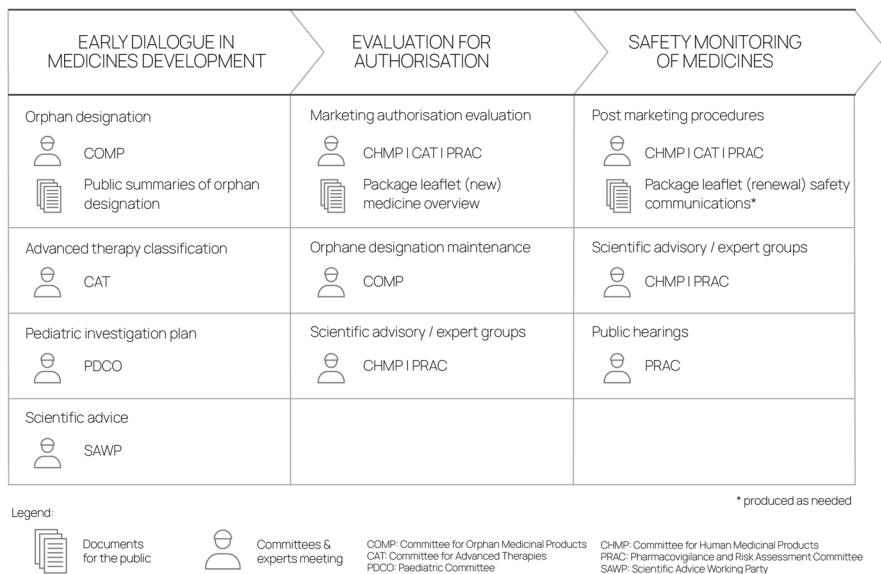 EARLY DIALOGUE IN
MEDICINES DEVELOPMENT
EVALUATION FOR
AUTHORISATION
SAFETY MONITORING
OF MEDICINES
Orphan designation
COMP
Public summaries of orphan
designation
Marketing authorisation evaluation
CHMP | CAT | PRAC
Package leaflet (new)
medicine overview
Post marketing procedures
CHMP | CAT | PRAC
Package leaflet (renewal) safety
communications*
Advanced therapy classification
CAT
Orphane designation maintenance
COMP
Scientific advisory / expert groups
CHMP | PRAC
Pediatric investigation plan
PDCO
Scientific advisory / expert groups
CHMP | PRAC
Public hearings
PRAC
Scientific advice
SAWP
* produced as needed
Legend:
Documents
for the public
Committees &
experts meeting
COMP: Committee for Orphan Medicinal Products
CAT: Committee for Advanced Therapies
PDCO: Paediatric Committee
CHMP: Committee for Human Medicinal Products
PRAC: Pharmacovigilance and Risk Assessment Committee
SAWP: Scientific Advice Working Party